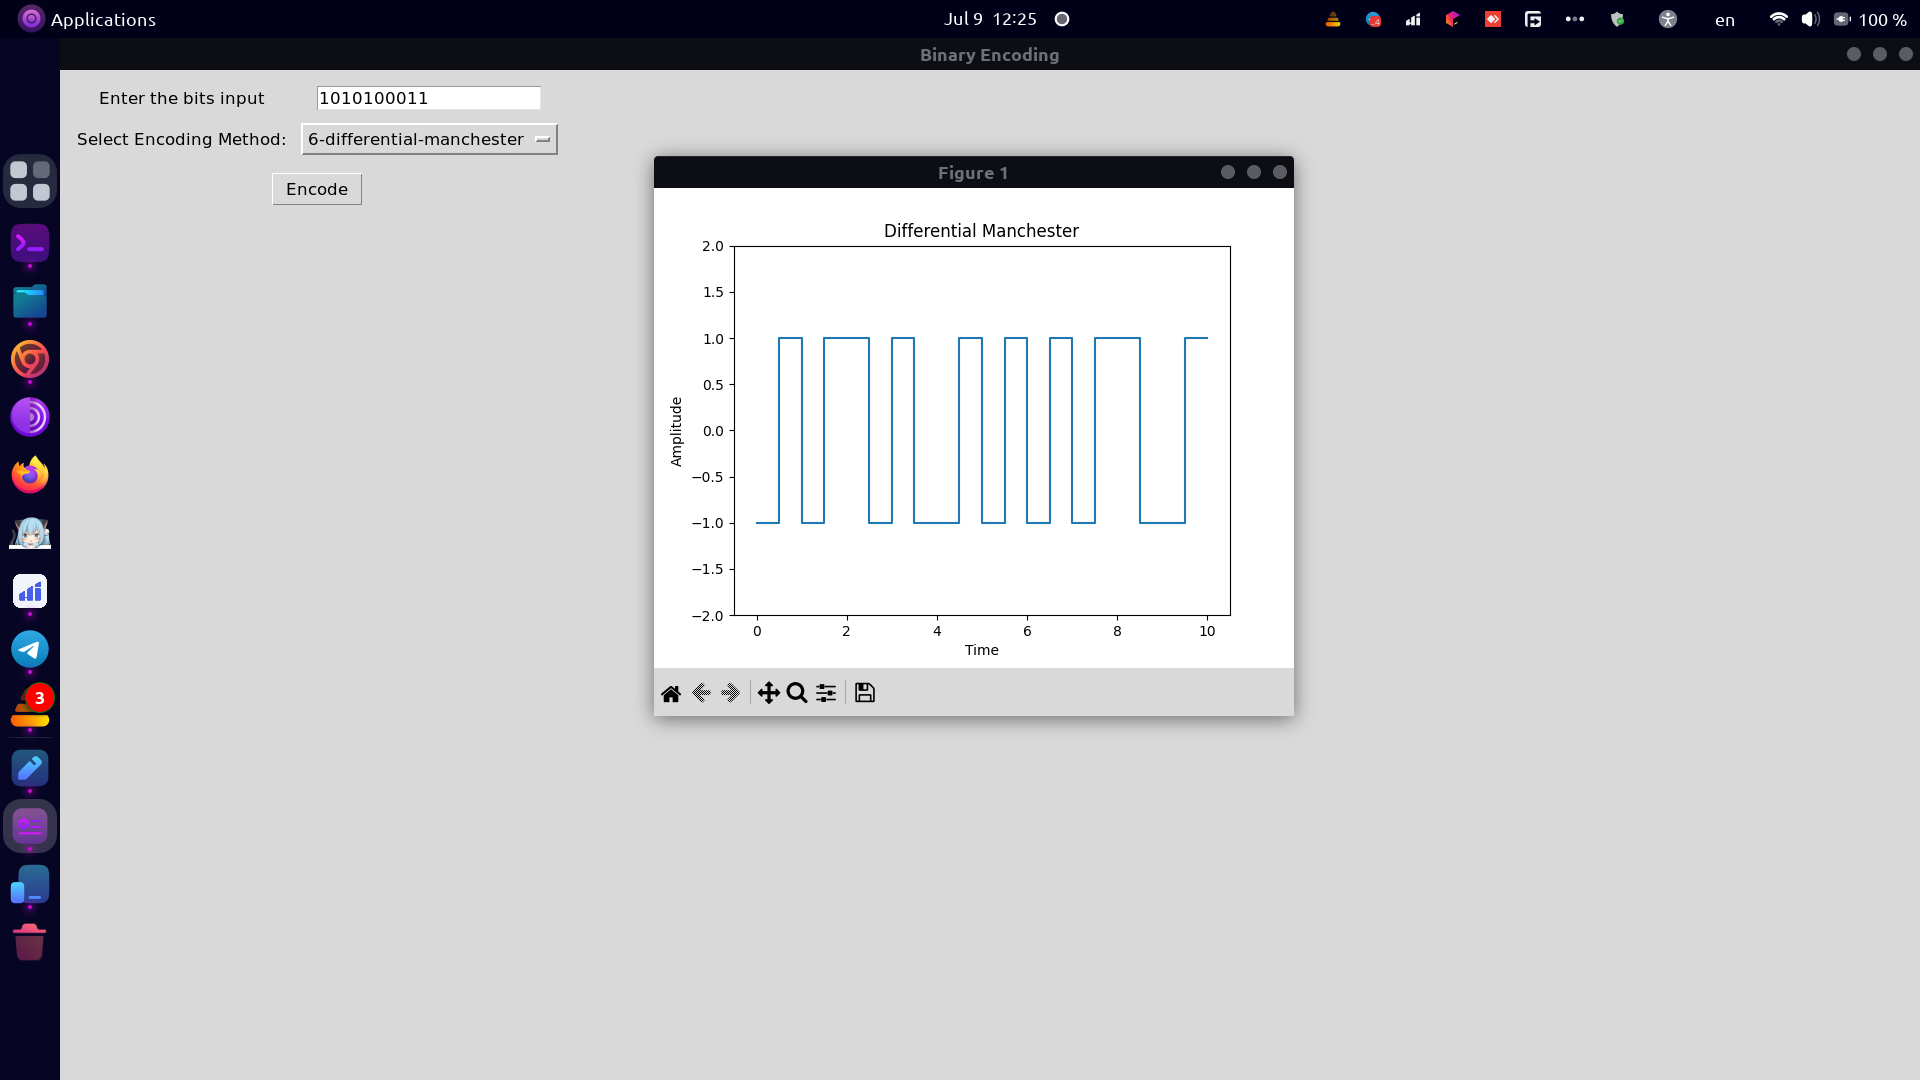 Applications
Jul 9 12:25
en
100 %
Binary Encoding
Enter the bits input
1010100011
Select Encoding Method:
6-differential-manchester
Encode
Figure 1
Differential Manchester
2.0
1.5
1.0
0.5
0.0
−0.5
−1.0
−1.5
−2.0
Amplitude
0 2 4 6 8 10
Time
3